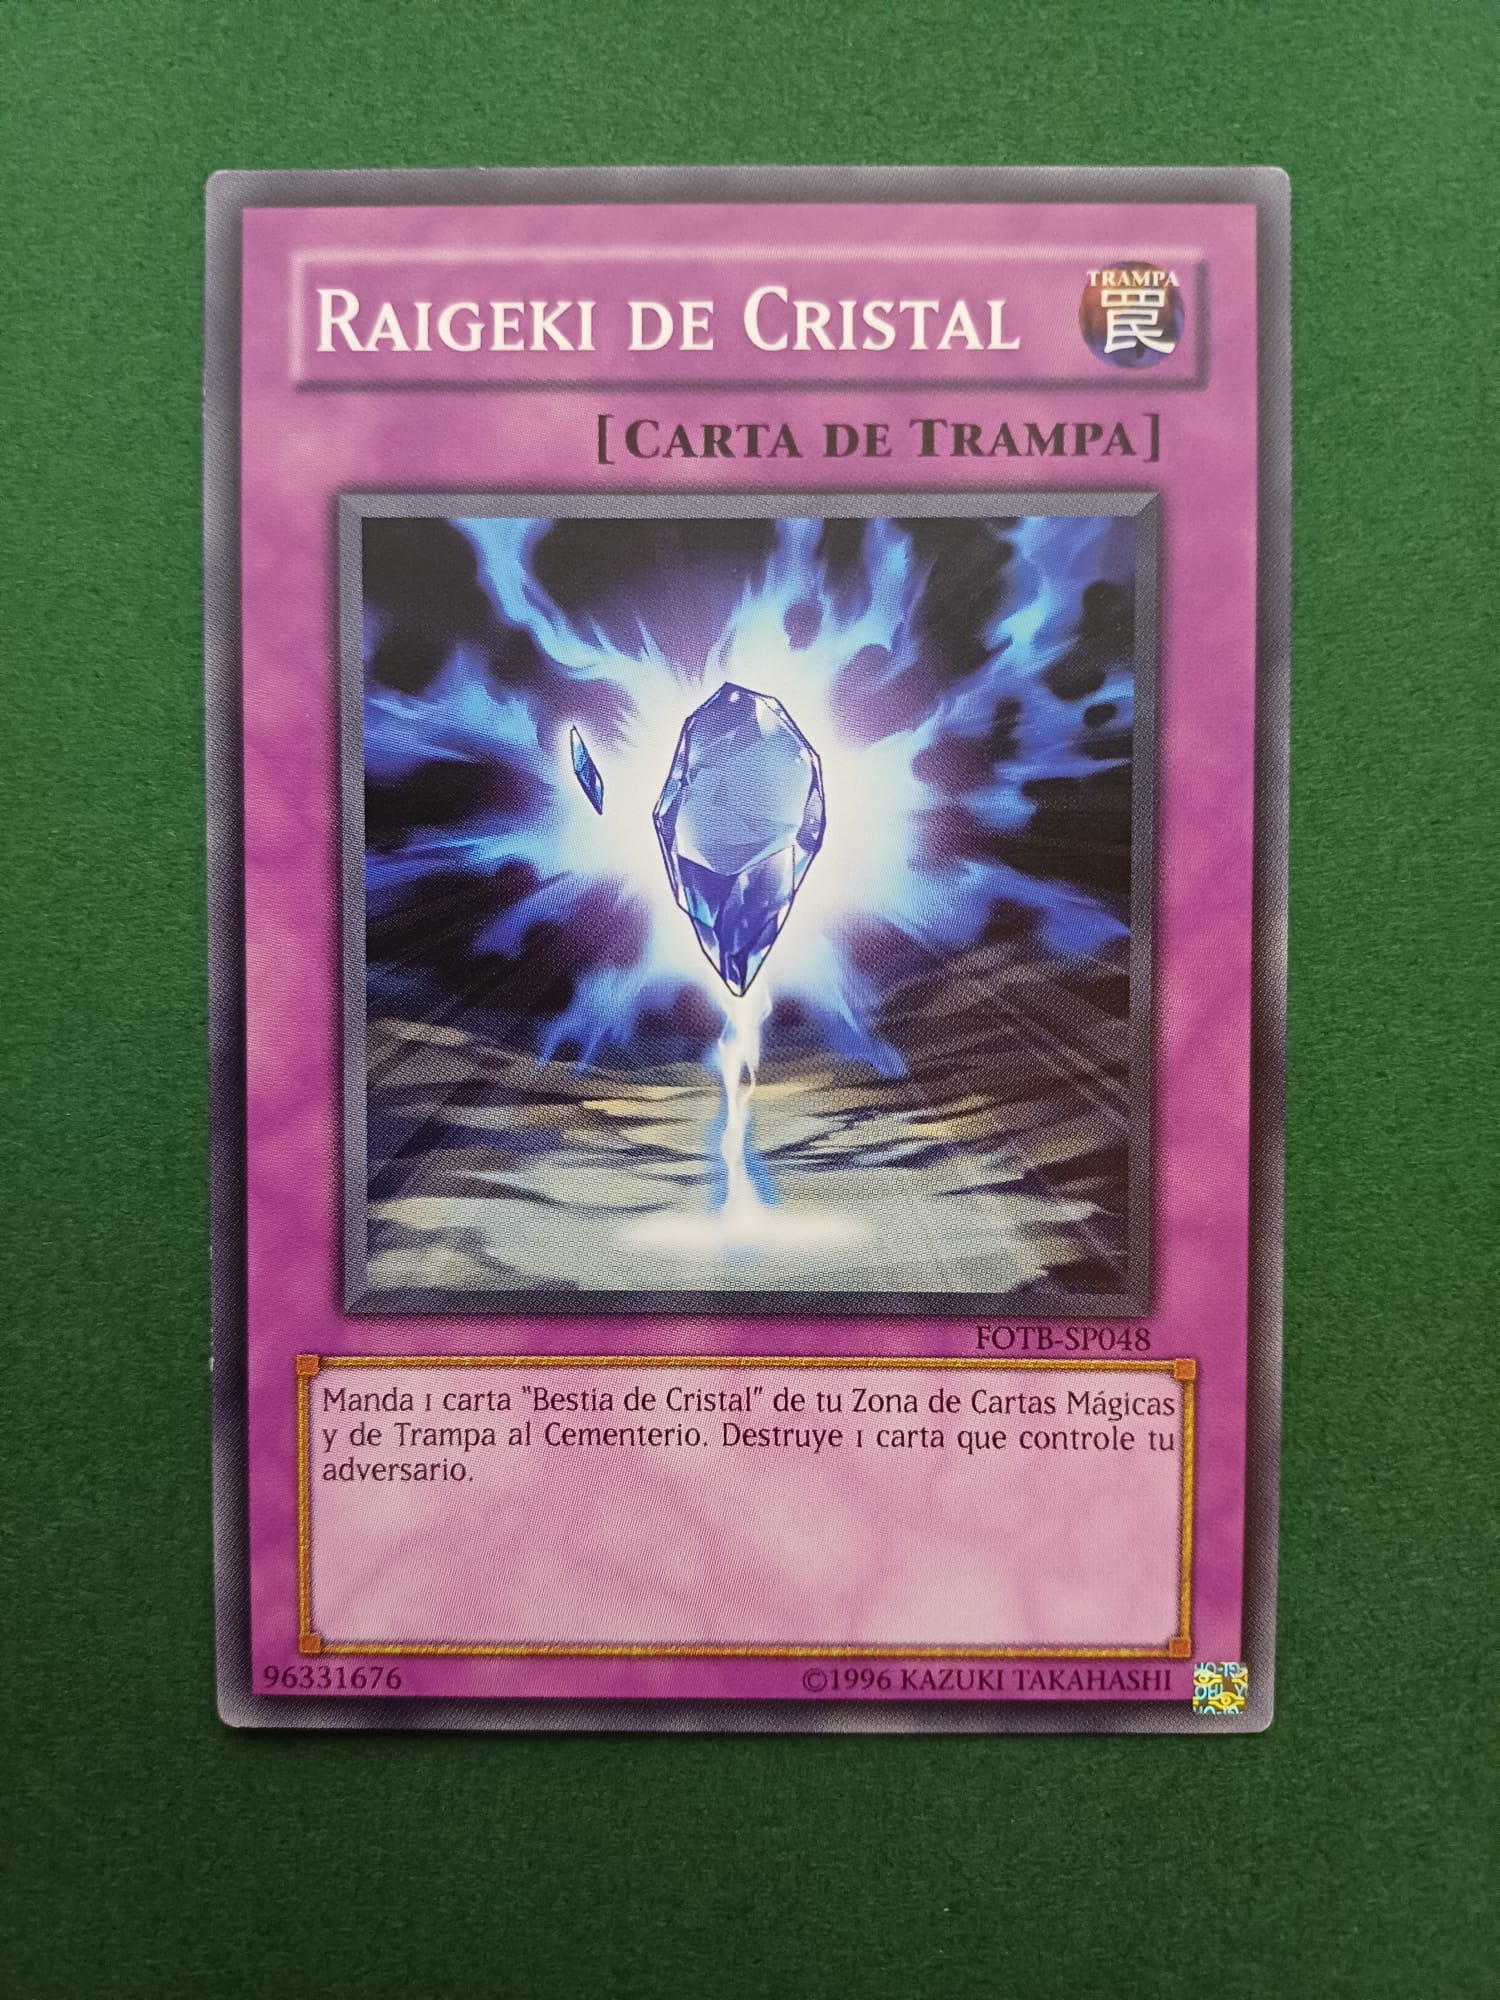 RAIGEKI DE CRISTAL
TRAMPA
罠
[CARTA DE TRAMPA]
FOTB-SP048
Manda 1 carta "Bestia de Cristal" de tu Zona de Cartas Mágicas
y de Trampa al Cementerio. Destruye 1 carta que controle tu
adversario.
96331676
©1996 KAZUKI TAKAHASHI